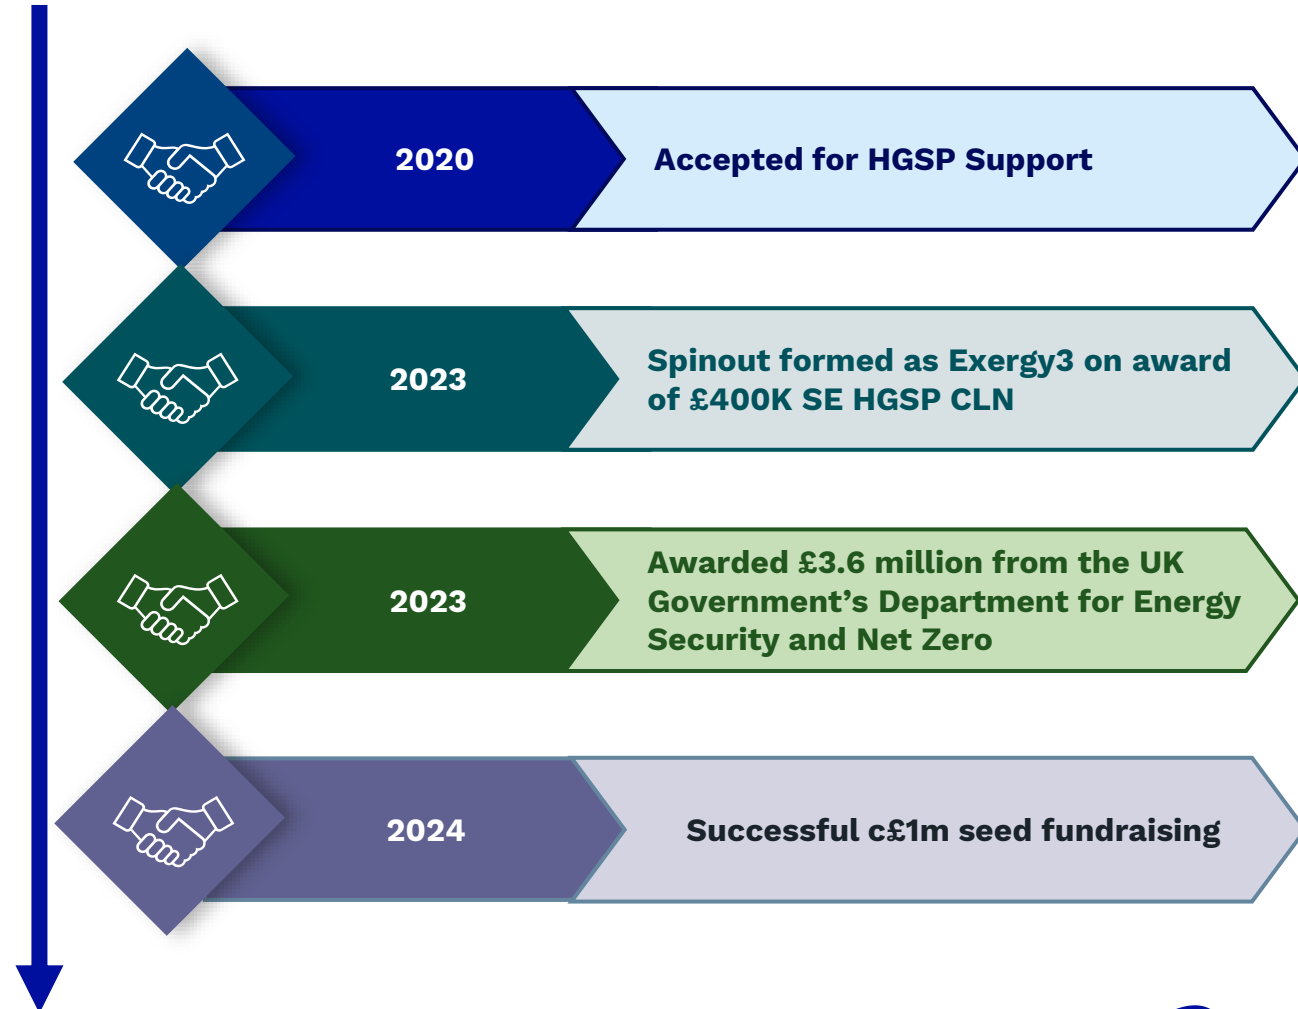 2020
Accepted for HGSP Support
2023
Spinout formed as Exergy3 on award
of £400K SE HGSP CLN
2023
Awarded £3.6 million from the UK
Government’s Department for Energy
Security and Net Zero
2024
Successful c£1m seed fundraising